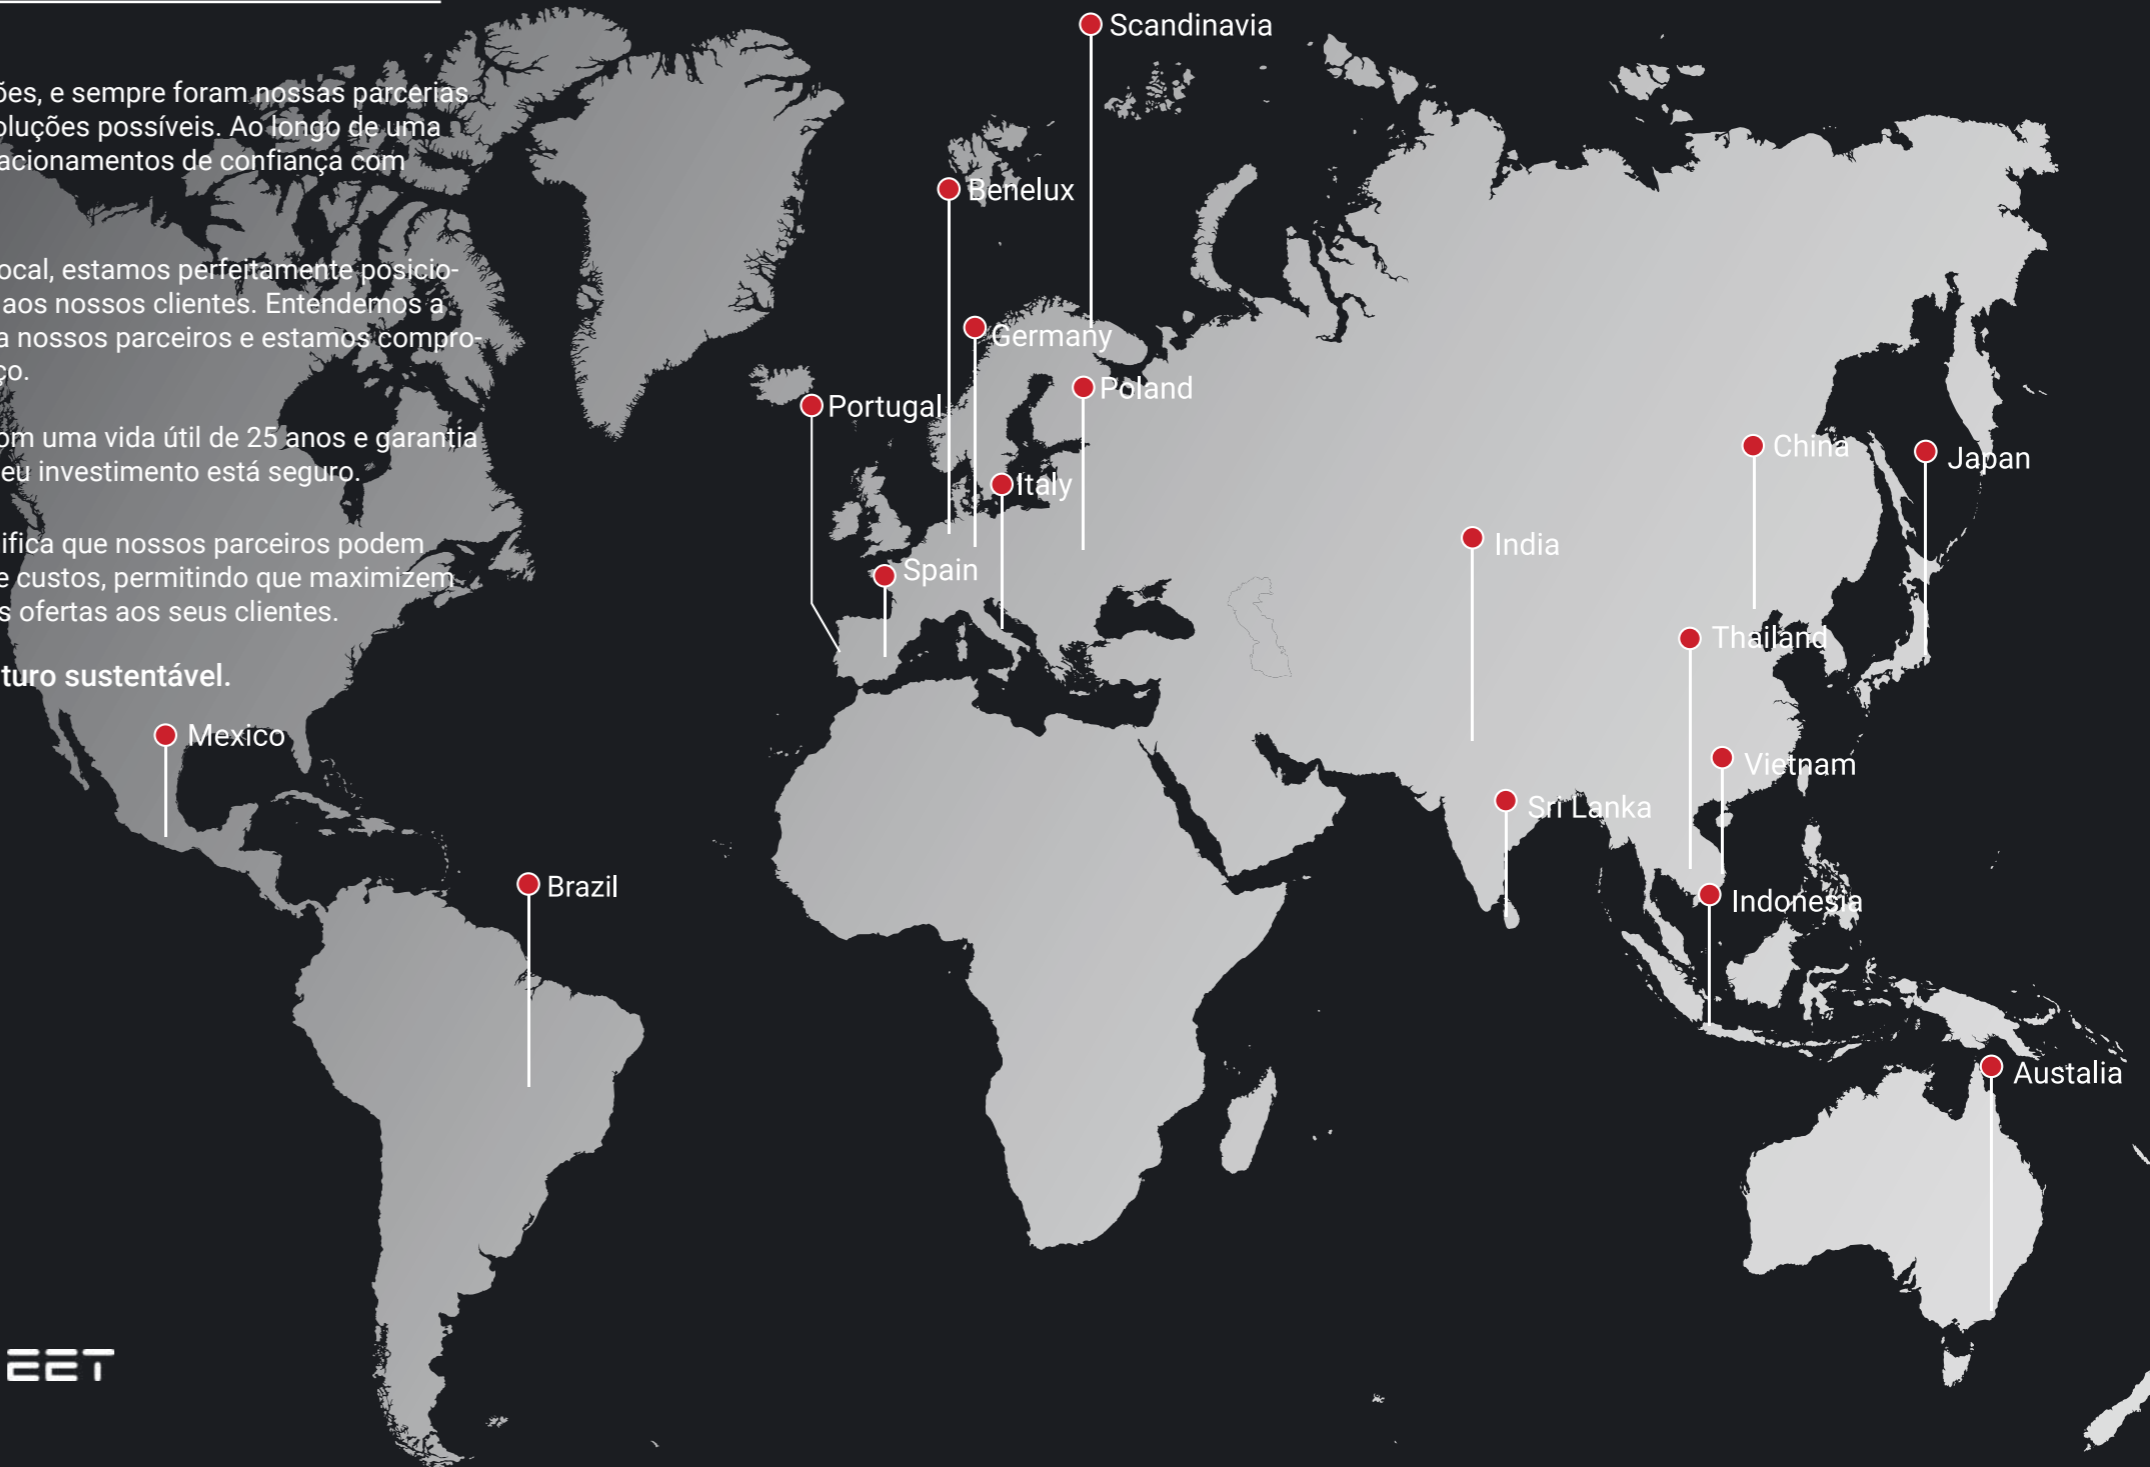 ões, e sempre foram nossas parcerias
oluções possíveis. Ao longo de uma
acionamentos de confiança com
ocal, estamos perfeitamente posicio-
aos nossos clientes. Entendemos a
a nossos parceiros e estamos compro-
ço.
om uma vida útil de 25 anos e garantia
eu investimento está seguro.
ifica que nossos parceiros podem
e custos, permitindo que maximizem
s ofertas aos seus clientes.
turo sustentável.
Scandinavia
Benelux
Germany
Poland
Portugal
Italy
Spain
China
Japan
India
Thailand
Mexico
Vietnam
Sri Lanka
Brazil
Indonesia
Austalia
EET